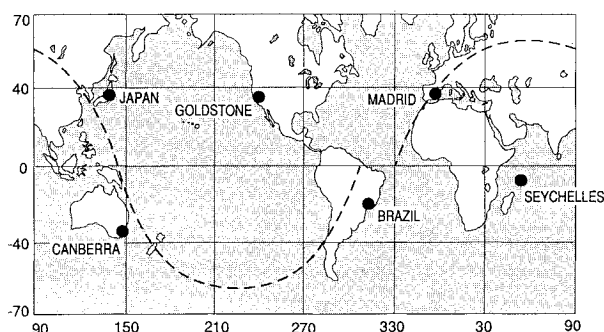 70
40
JAPAN
GOLDSTONE
MADRID
0
SEYCHELLES
BRAZIL
CANBERRA
-40
-70
90 150 210 270 330 30 90